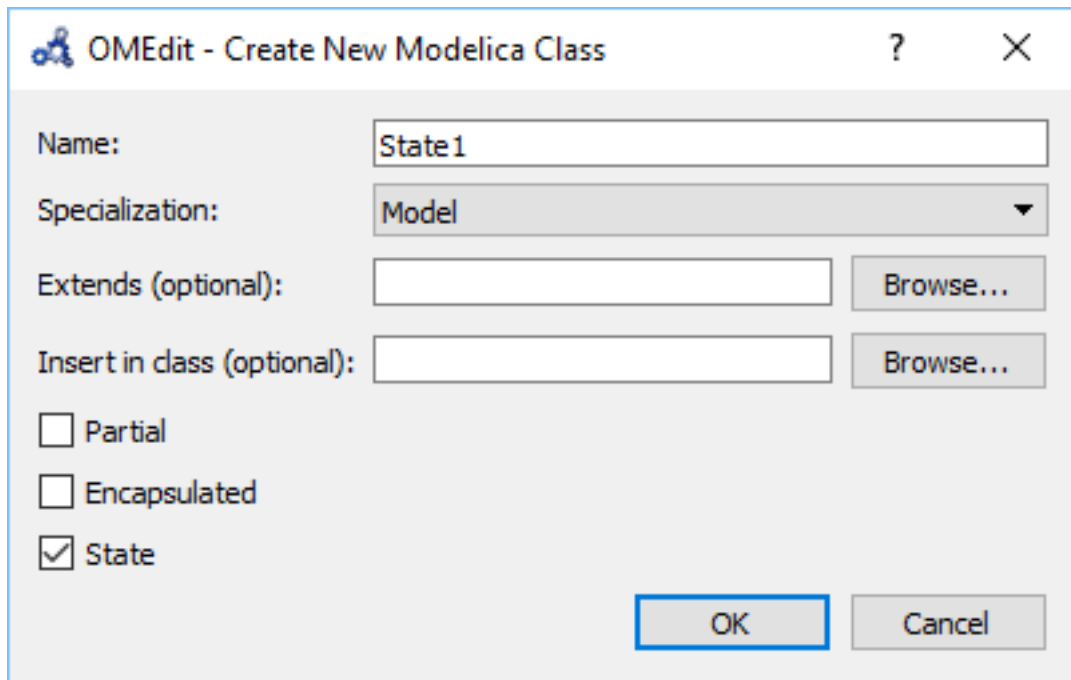 OMEdit - Create New Modelica Class ?
Name: State1
Specialization: Model
Extends (optional): Browse...
Insert in class (optional): Browse...
Partial
Encapsulated
State
OK Cancel